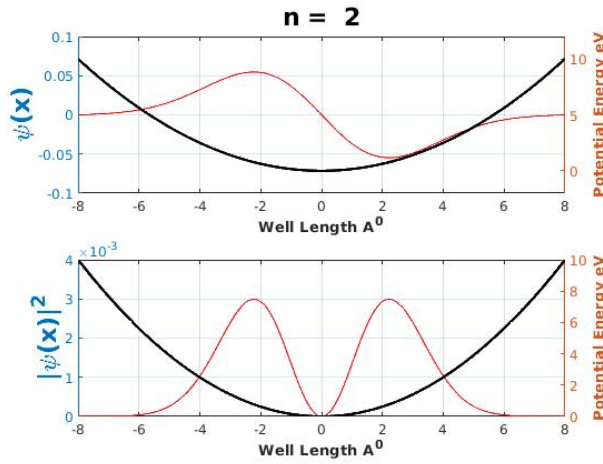 n = 2
0.1
0.05
0
-0.05
-0.1
ψ(x)
10
5
0
Potential Energy eV
-8 -6 -4 -2 0 2 4 6 8
Well Length A⁰
×10⁻³
4
3
2
1
0
|ψ(x)|²
10
8
6
4
2
0
Potential Energy eV
-8 -6 -4 -2 0 2 4 6 8
Well Length A⁰